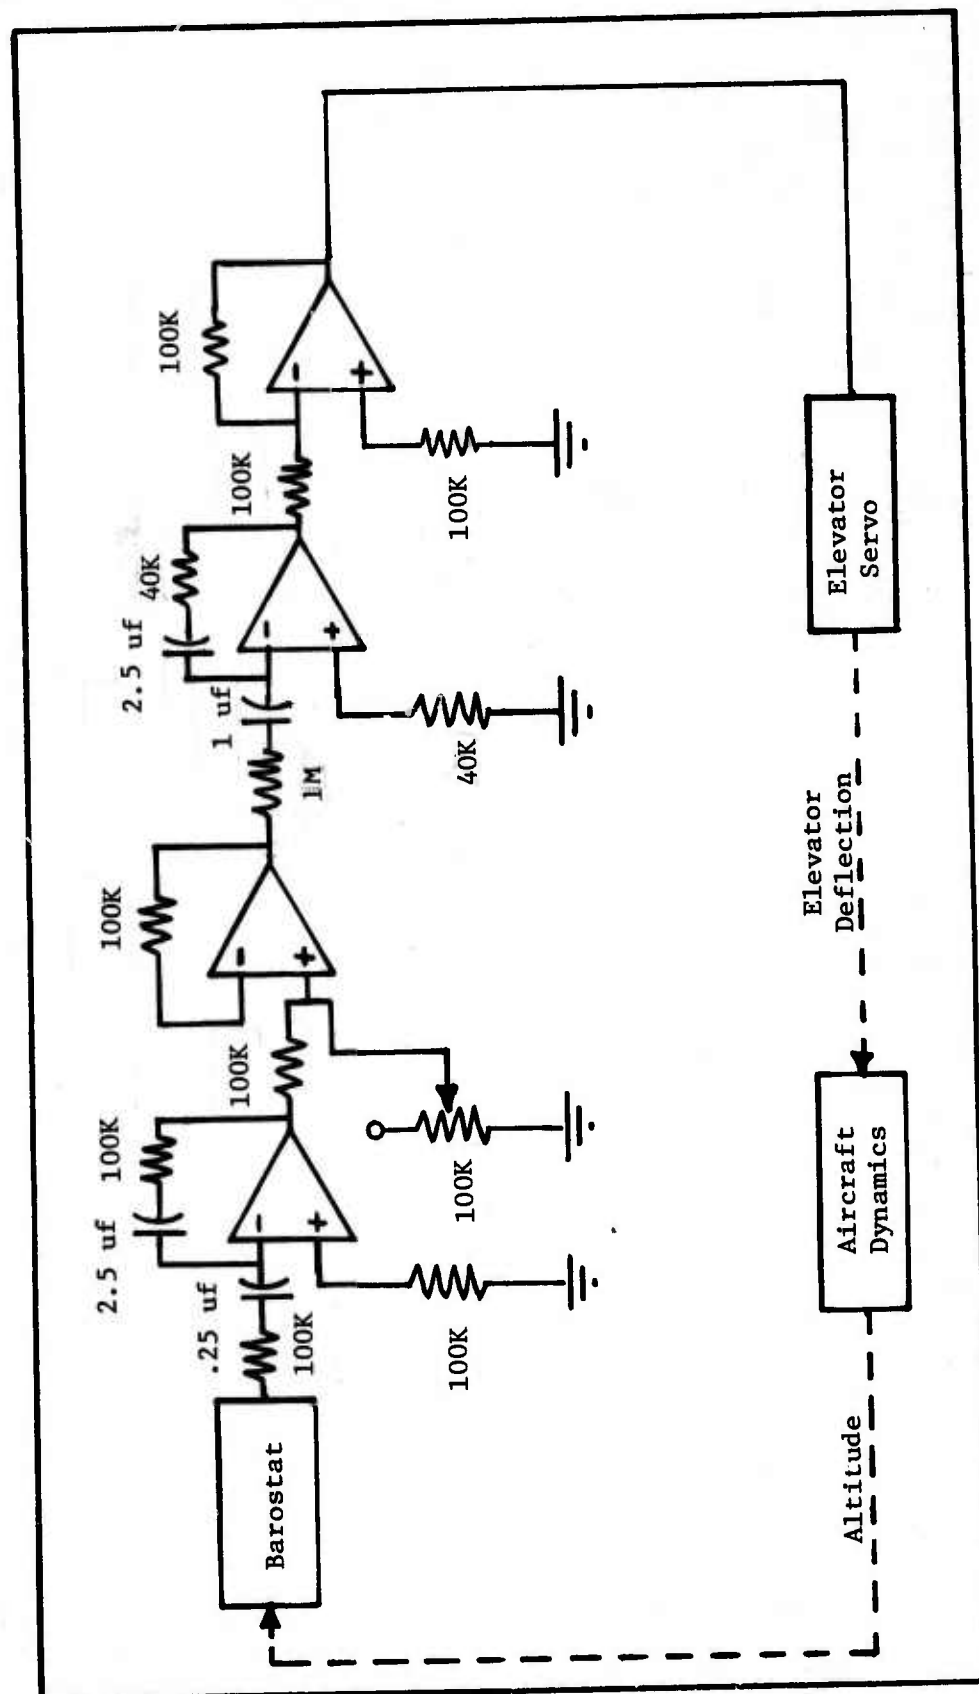 Barostat
.25 uf
100K
2.5 uf
100K
100K
100K
100K
100K
1M
1 uf
2.5 uf
40K
40K
100K
100K
100K
Elevator
Servo
Elevator
Deflection
Aircraft
Dynamics
Altitude
-
+
-
+
-
+
-
+